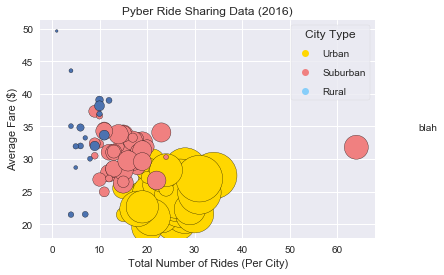 Pyber Ride Sharing Data (2016)
City Type
Urban
Suburban
Rural
blah
Average Fare ($)
50
45
40
35
30
25
20
0 10 20 30 40 50 60
Total Number of Rides (Per City)